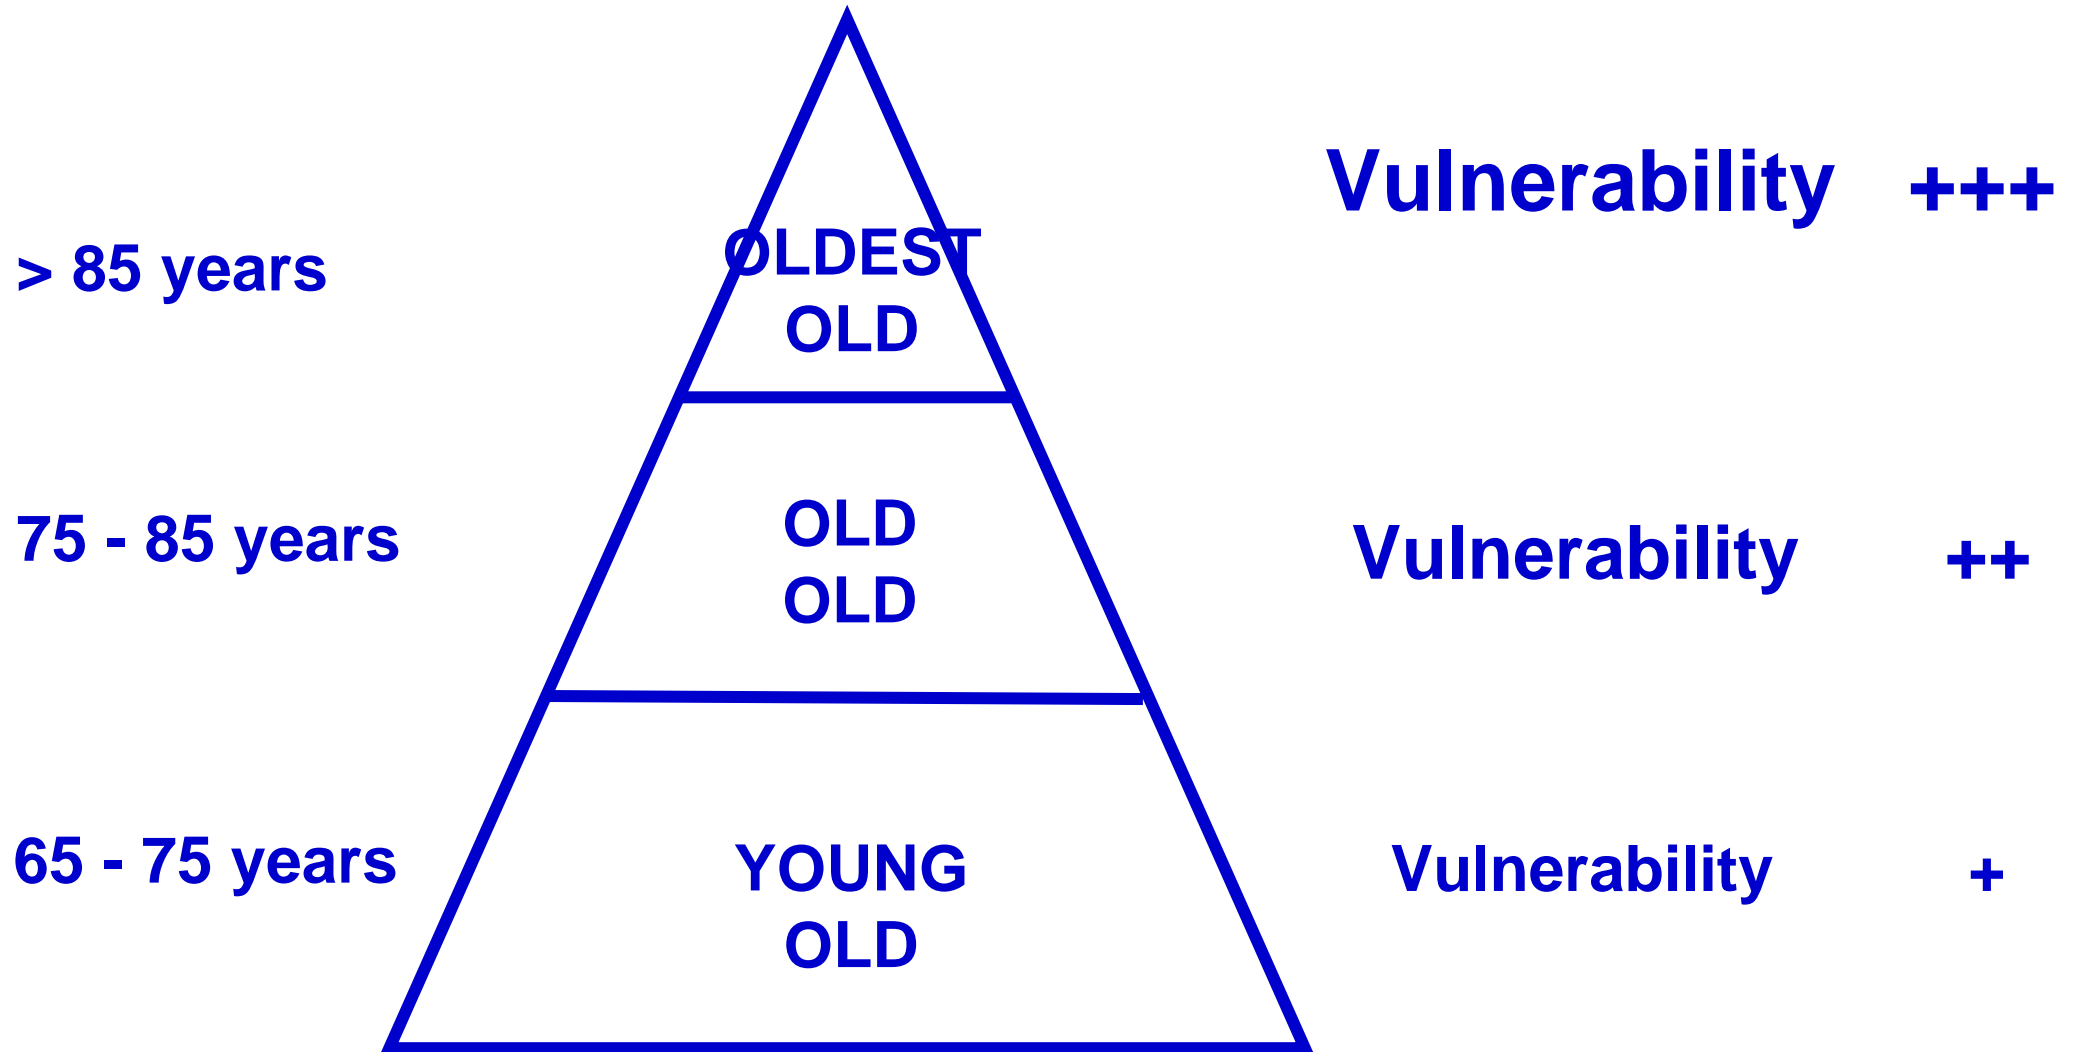 Vulnerability +++
> 85 years
OLDEST
OLD
75 - 85 years
OLD
OLD
Vulnerability ++
65 - 75 years
YOUNG
OLD
Vulnerability +